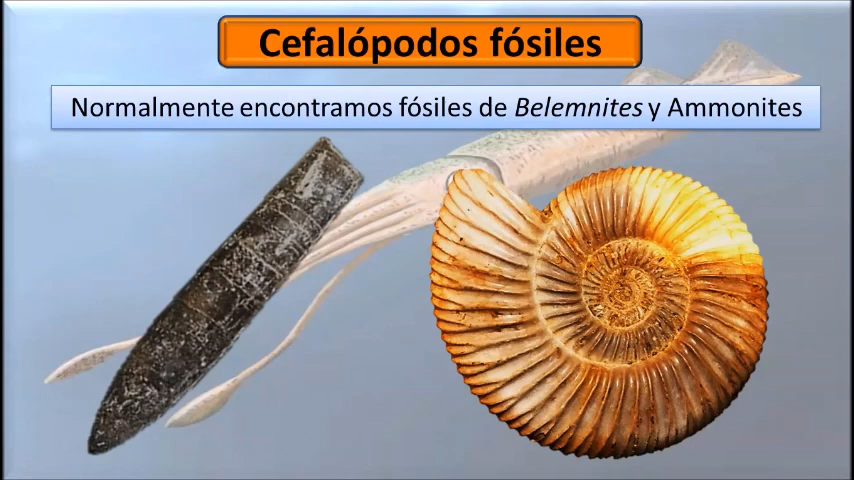 Cefalópodos fósiles
Normalmente encontramos fósiles de Belemnites y Ammonites